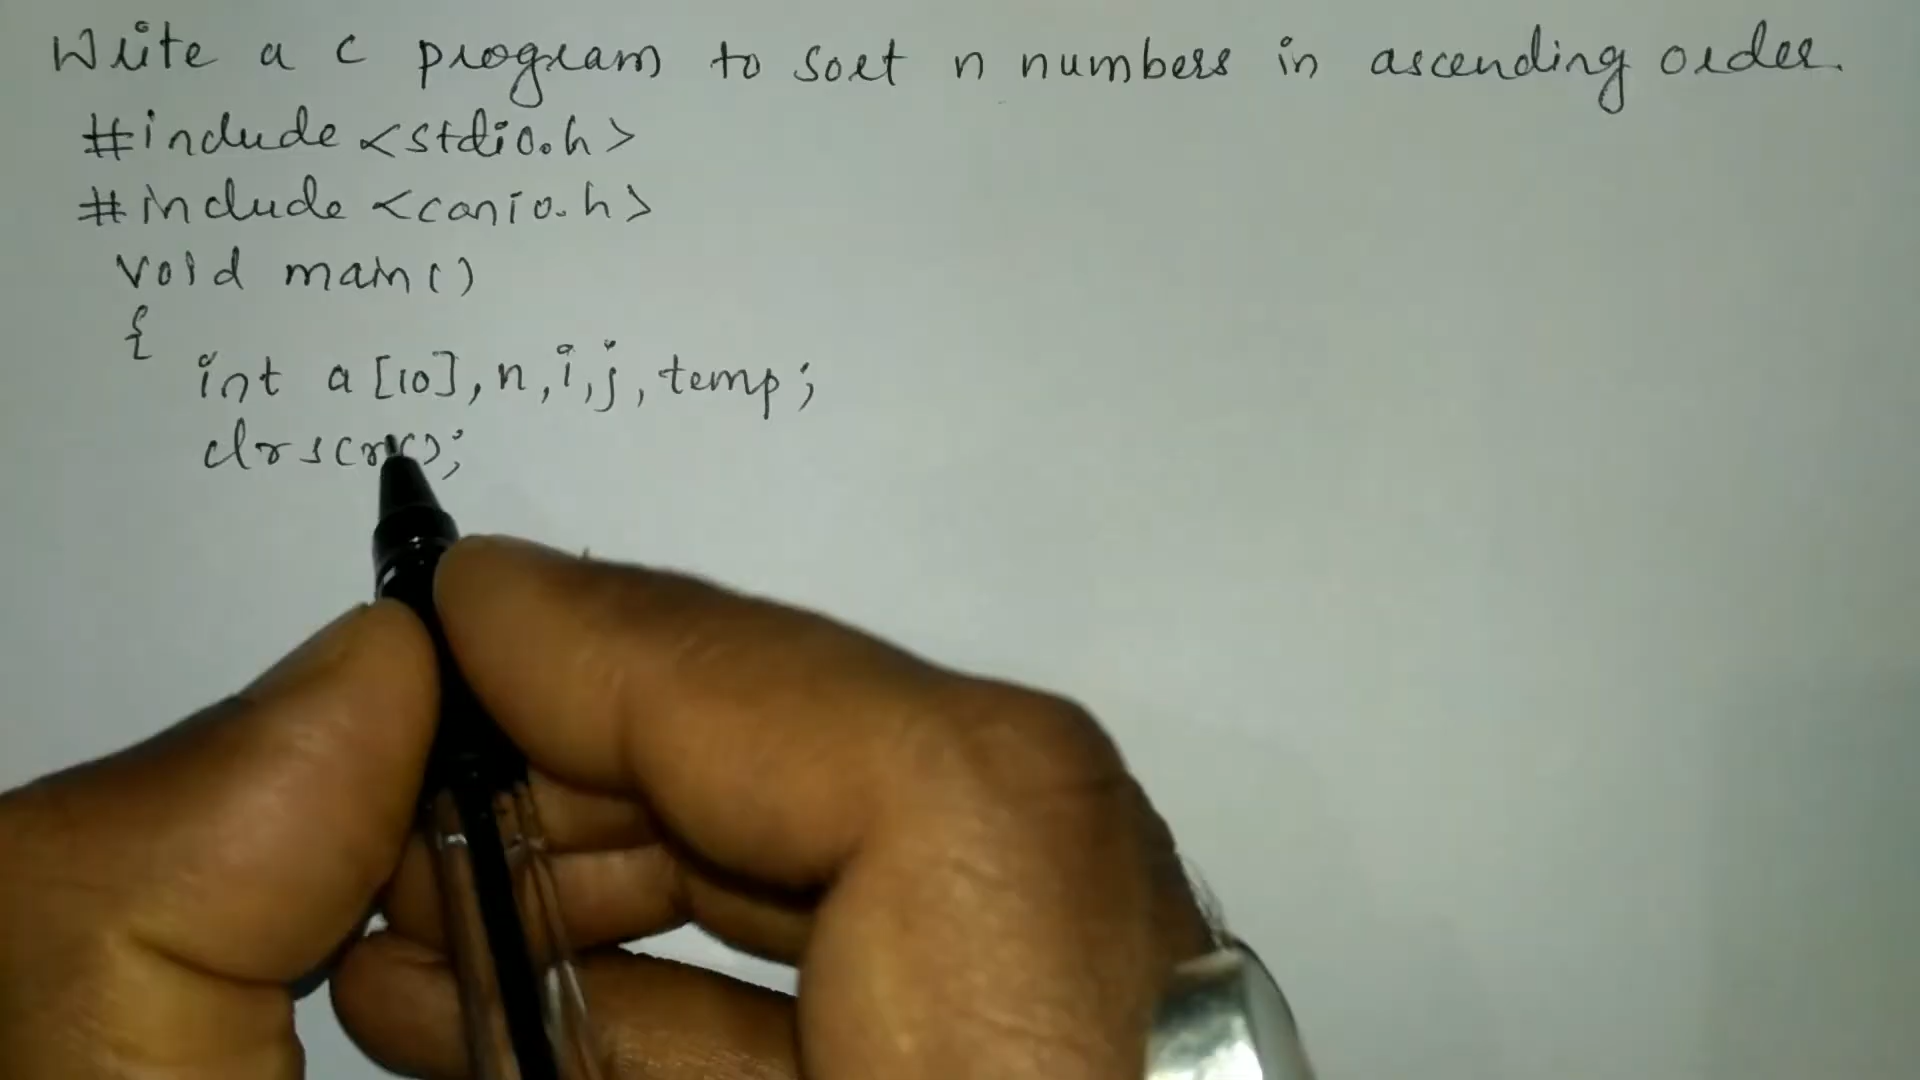 Write a c program to sort n numbers in ascending order.
#include <stdio.h>
#include <conio.h>
void main()
{
int a[10], n, i, j, temp;
clrscr();